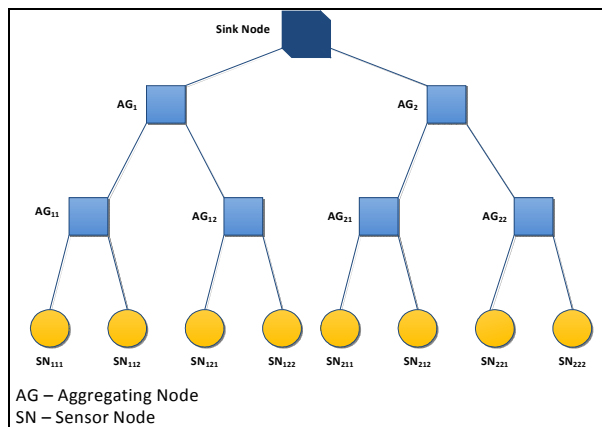 Sink Node
AG₁
AG₂
AG₁₁
AG₁₂
AG₂₁
AG₂₂
SN₁₁₁
SN₁₁₂
SN₁₂₁
SN₁₂₂
SN₂₁₁
SN₂₁₂
SN₂₂₁
SN₂₂₂
AG – Aggregating Node
SN – Sensor Node